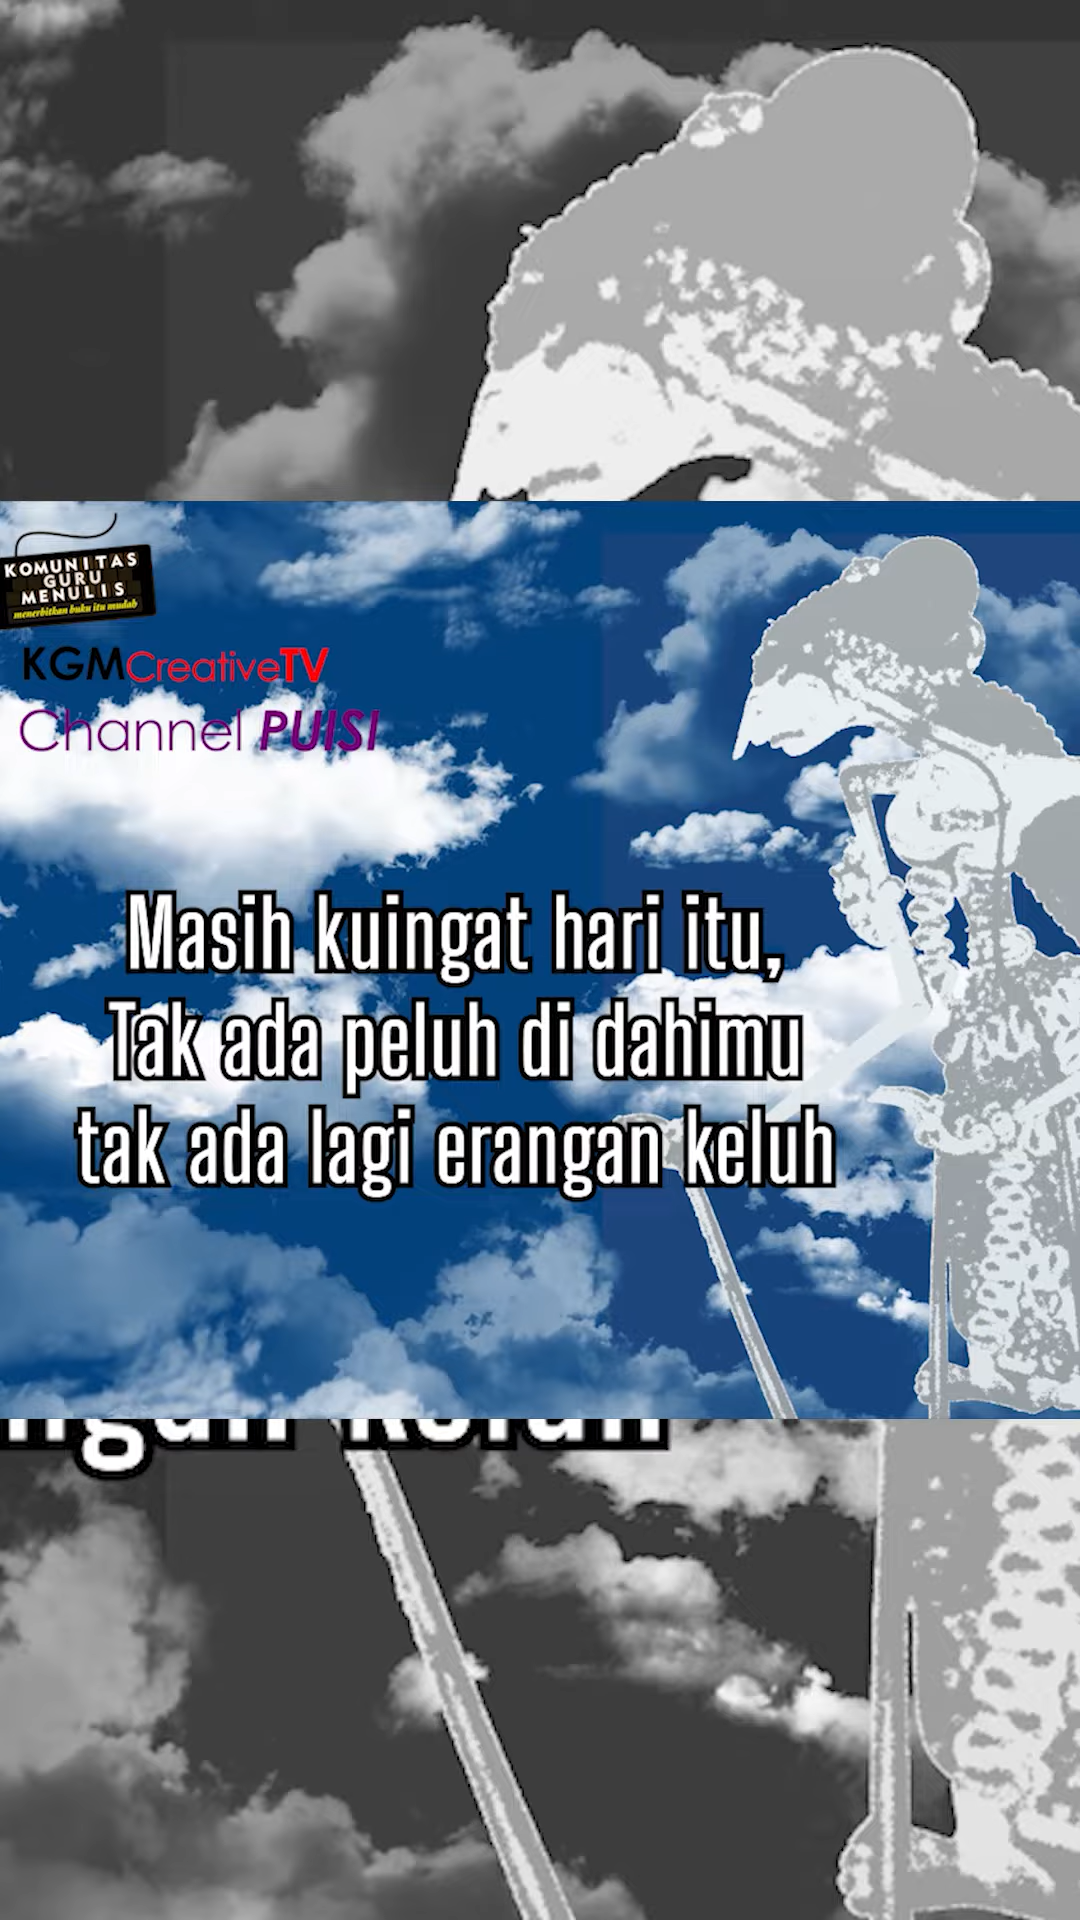 KOMUNITAS
GURU
MENULIS
menerbitkan buku itu mudah
KGMCreativeTV
Channel PUISI
Masih kuingat hari itu,
Tak ada peluh di dahimu
tak ada lagi erangan keluh